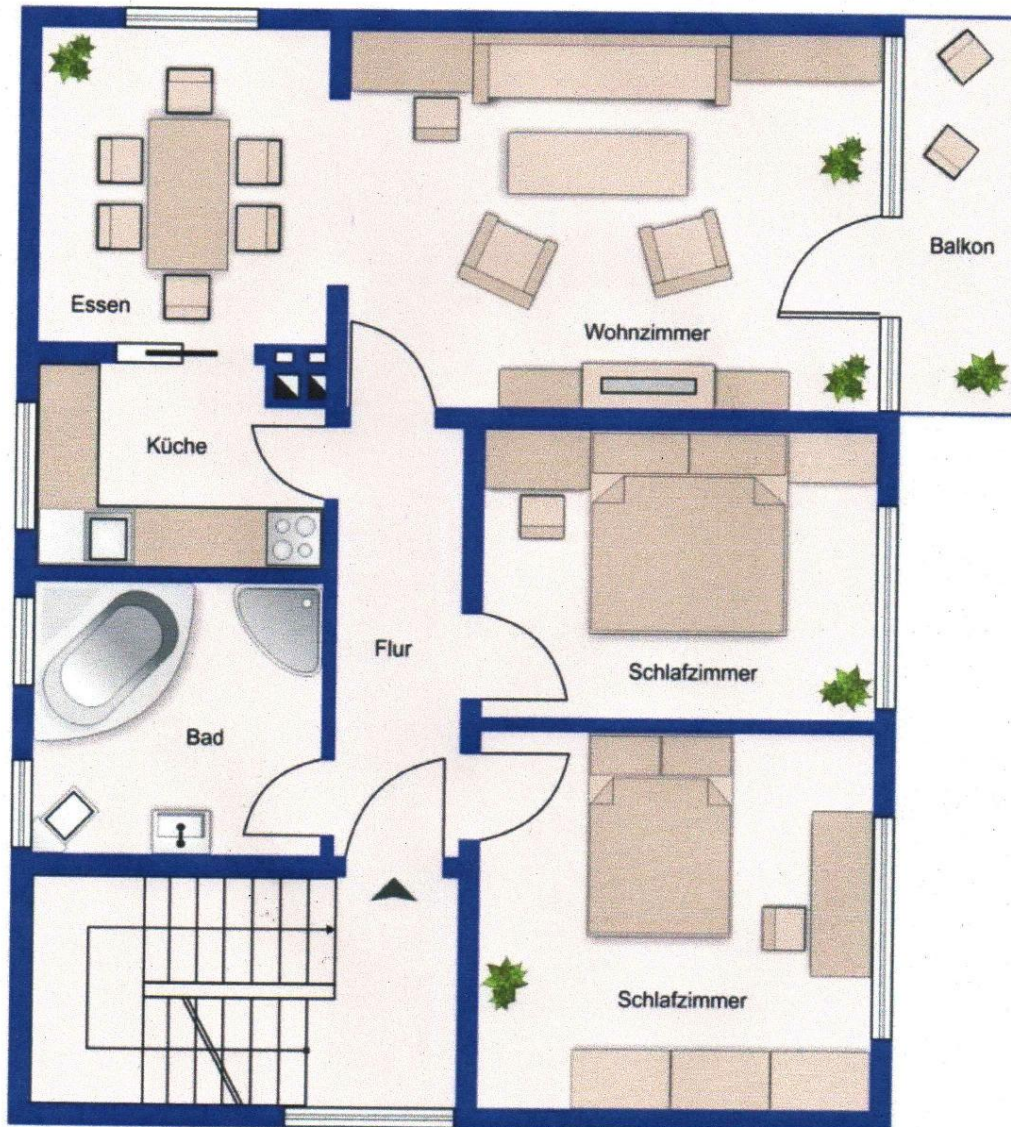 Essen
Wohnzimmer
Balkon
Küche
Flur
Schlafzimmer
Bad
Schlafzimmer